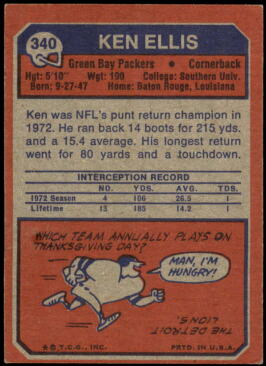 340
KEN ELLIS
Green Bay Packers • Cornerback
Hgt: 5'10" Wgt: 190 College: Southern Univ.
Born: 9-27-47 Home: Baton Rouge, Louisiana
Ken was NFL's punt return champion in
1972. He ran back 14 boots for 215 yds.
and a 15.4 average. His longest return
went for 80 yards and a touchdown.
INTERCEPTION RECORD
NO. YDS. AVG. TDS.
1972 Season 4 106 26.5 1
Lifetime 13 185 14.2 1
WHICH TEAM ANNUALLY PLAYS ON
THANKSGIVING DAY?
MAN, I'M
HUNGRY!
THE DETROIT
LIONS.
★ © T.C.G., INC. PRTD. IN U.S.A.